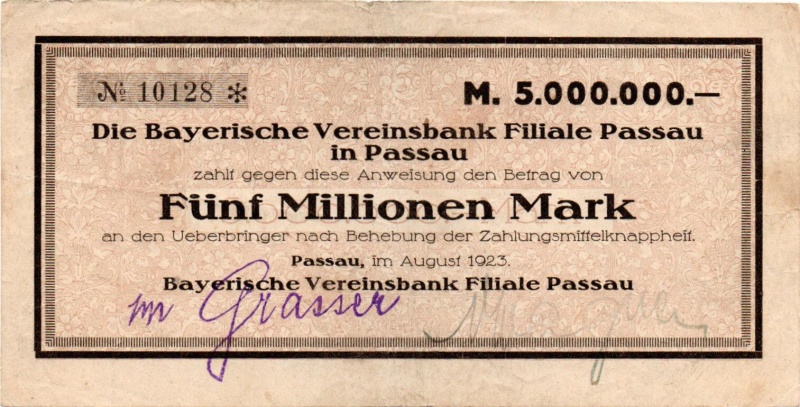 № 10128 *
M. 5.000.000.—
Die Bayerische Vereinsbank Filiale Passau
in Passau
zahlt gegen diese Anweisung den Betrag von
Fünf Millionen Mark
an den Ueberbringer nach Behebung der Zahlungsmittelknappheit.
Passau, im August 1923.
Bayerische Vereinsbank Filiale Passau
Grasser